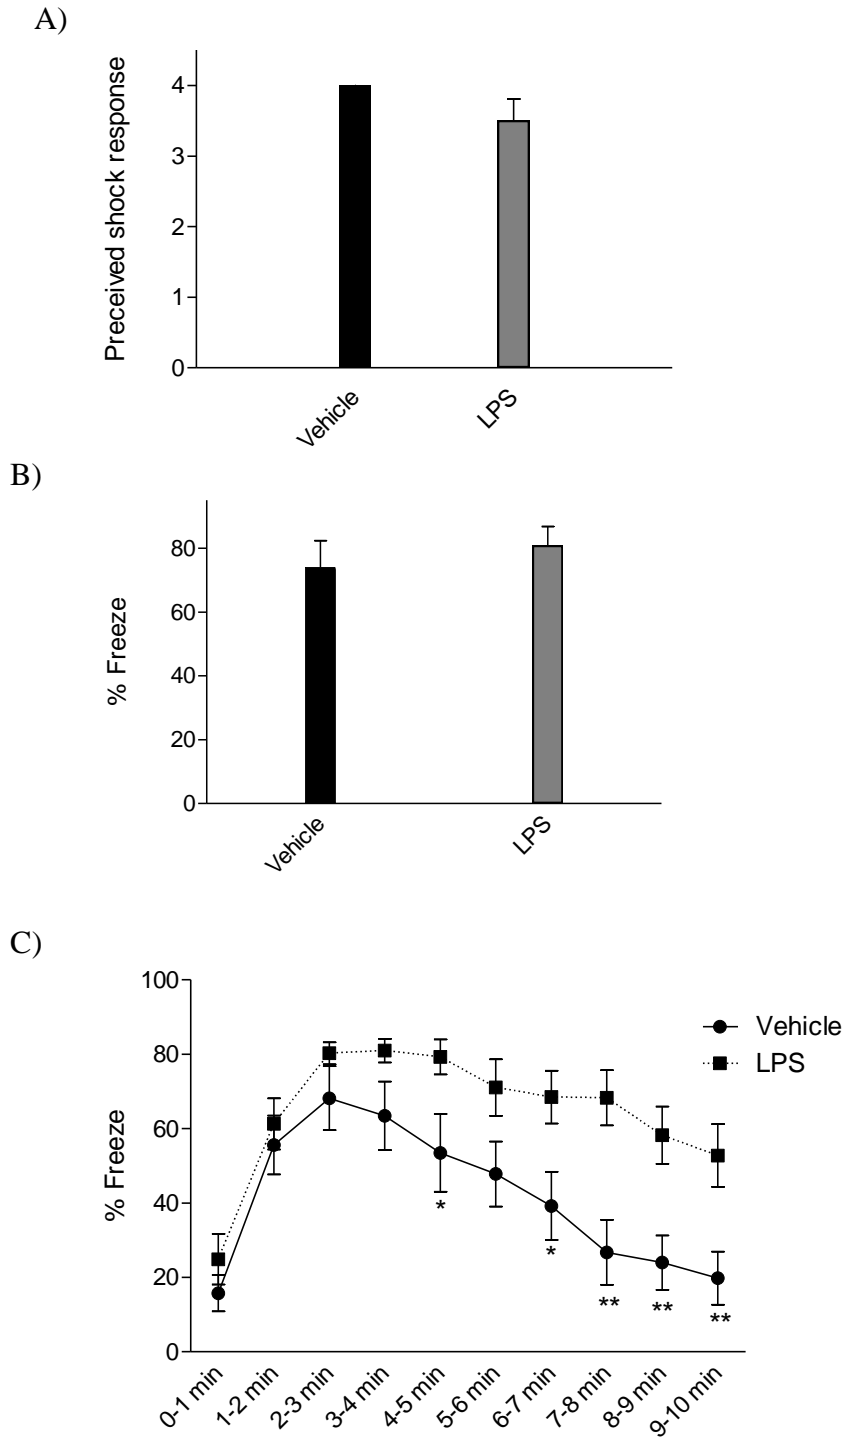 A)
Preceived shock response
4
3
2
1
0
Vehicle
LPS
B)
% Freeze
80
60
40
20
0
Vehicle
LPS
C)
% Freeze
100
80
60
40
20
0
Vehicle
LPS
*
*
**
**
**
0-1 min
1-2 min
2-3 min
3-4 min
4-5 min
5-6 min
6-7 min
7-8 min
8-9 min
9-10 min